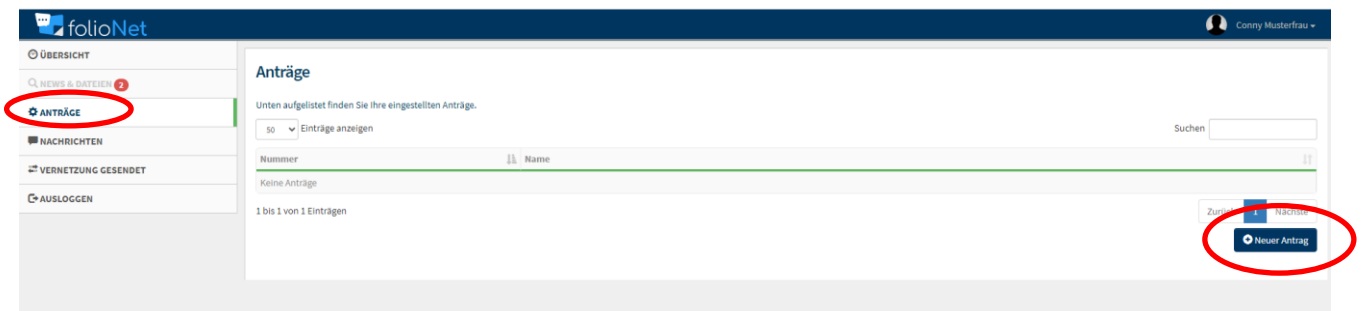 folioNet
Conny Musterfrau
ÜBERSICHT
NEWS & DATEIEN 2
ANTRÄGE
NACHRICHTEN
VERNETZUNG GESENDET
AUSLOGGEN
Anträge
Unten aufgelistet finden Sie Ihre eingestellten Anträge.
50 Einträge anzeigen
Suchen
Nummer Name
Keine Anträge
1 bis 1 von 1 Einträgen
Zurück 1 Nächste
Neuer Antrag